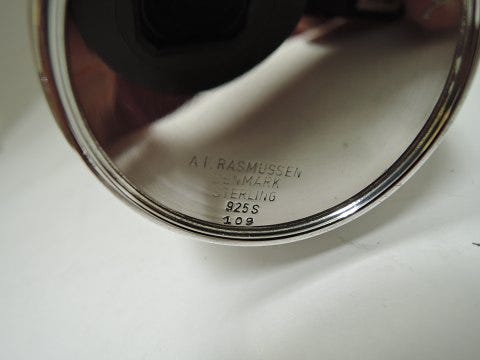 A I. RASMUSSEN
DENMARK
STERLING
925 S
109